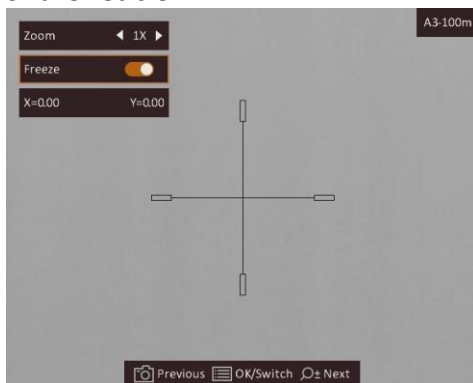 A3-100m
Zoom 1X
Freeze
X=0.00 Y=0.00
Previous OK/Switch Next